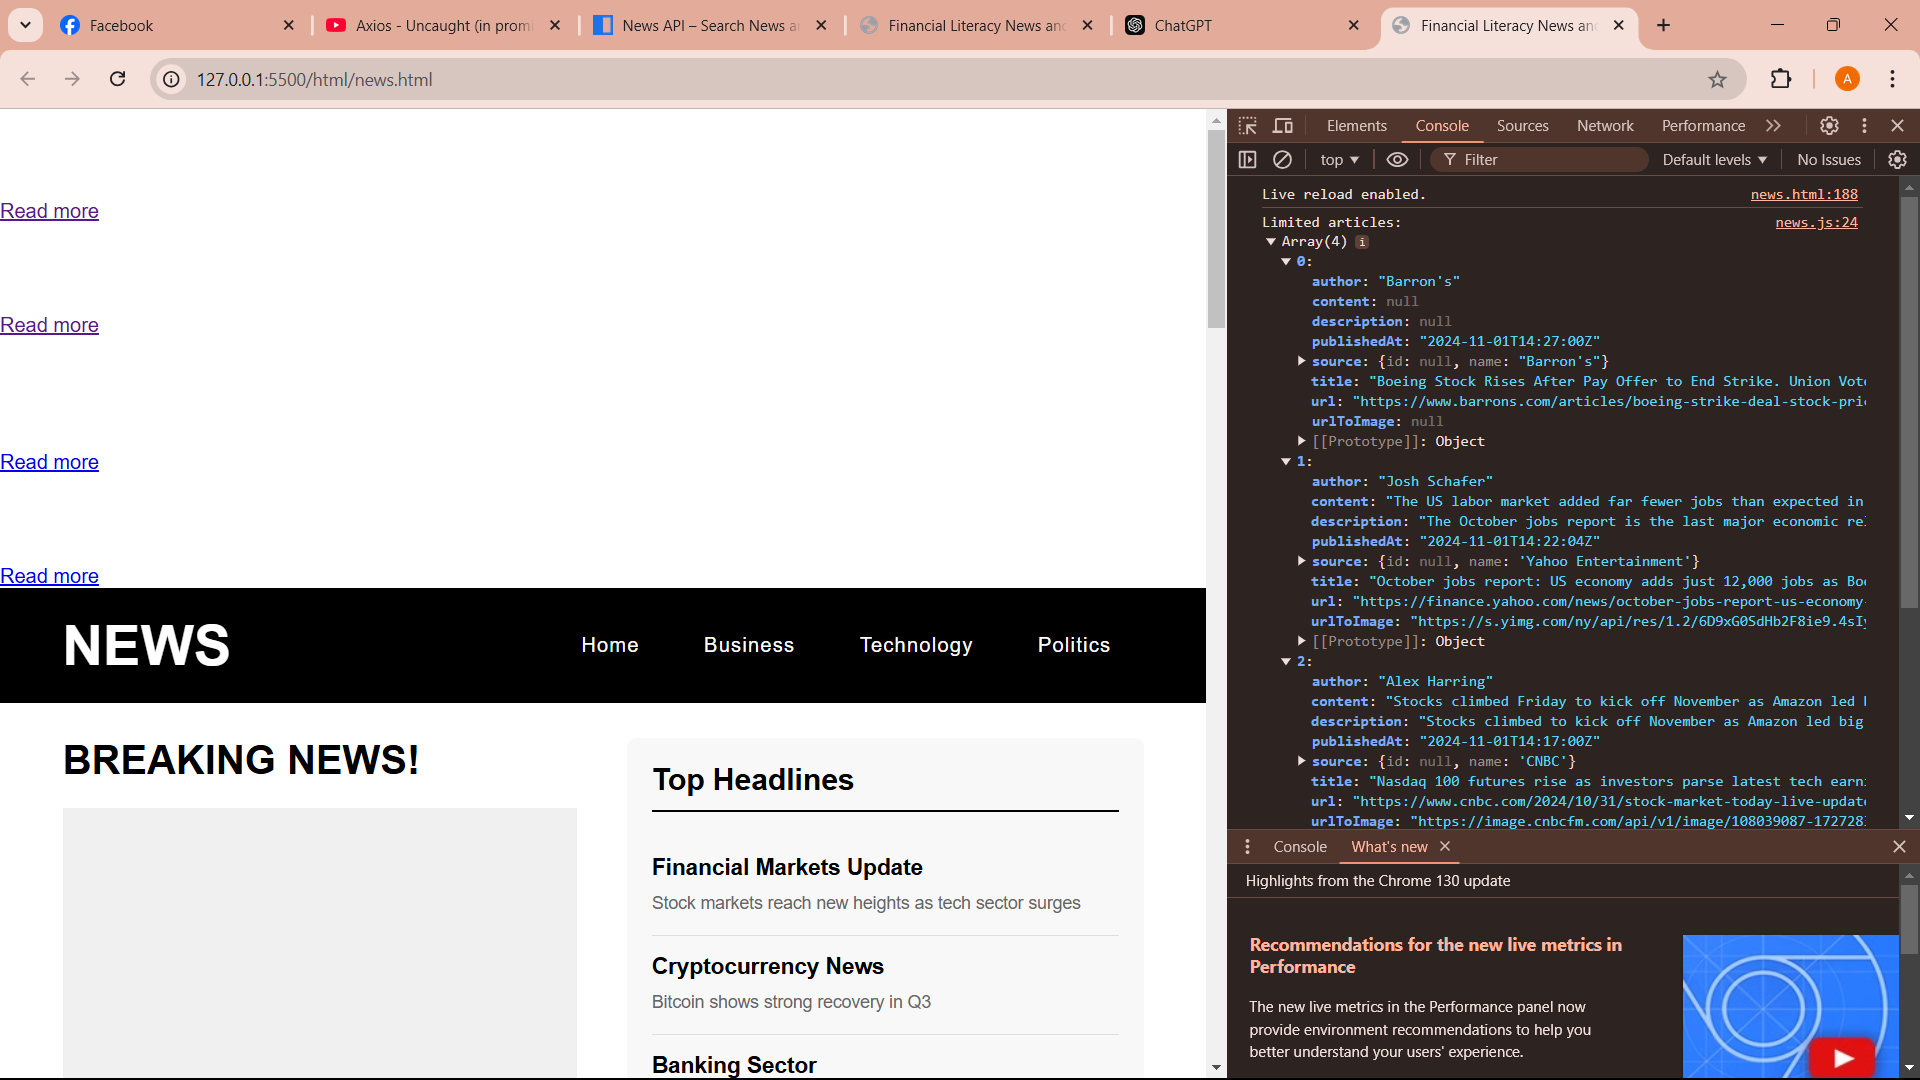 Facebook
Axios - Uncaught (in promi
News API – Search News a
Financial Literacy News and
ChatGPT
Financial Literacy News and
127.0.0.1:5500/html/news.html
A
Read more
Read more
Read more
Read more
NEWS
Home
Business
Technology
Politics
BREAKING NEWS!
Top Headlines
Financial Markets Update
Stock markets reach new heights as tech sector surges
Cryptocurrency News
Bitcoin shows strong recovery in Q3
Banking Sector
Elements
Console
Sources
Network
Performance
top
Filter
Default levels
No Issues
Live reload enabled. news.html:188
Limited articles: news.js:24
Array(4) i
0:
author: "Barron's"
content: null
description: null
publishedAt: "2024-11-01T14:27:00Z"
source: {id: null, name: "Barron's"}
title: "Boeing Stock Rises After Pay Offer to End Strike. Union Vote
url: "https://www.barrons.com/articles/boeing-strike-deal-stock-pri
urlToImage: null
[[Prototype]]: Object
1:
author: "Josh Schafer"
content: "The US labor market added far fewer jobs than expected in
description: "The October jobs report is the last major economic re
publishedAt: "2024-11-01T14:22:04Z"
source: {id: null, name: 'Yahoo Entertainment'}
title: "October jobs report: US economy adds just 12,000 jobs as Bo
url: "https://finance.yahoo.com/news/october-jobs-report-us-economy-
urlToImage: "https://s.yimg.com/ny/api/res/1.2/6D9xG0SdHb2F8ie9.4sIy
[[Prototype]]: Object
2:
author: "Alex Harring"
content: "Stocks climbed Friday to kick off November as Amazon led
description: "Stocks climbed to kick off November as Amazon led big
publishedAt: "2024-11-01T14:17:00Z"
source: {id: null, name: 'CNBC'}
title: "Nasdaq 100 futures rise as investors parse latest tech earni
url: "https://www.cnbc.com/2024/10/31/stock-market-today-live-update
urlToImage: "https://image.cnbcfm.com/api/v1/image/108039087-172728
Console
What's new
Highlights from the Chrome 130 update
Recommendations for the new live metrics in
Performance
The new live metrics in the Performance panel now
provide environment recommendations to help you
better understand your users' experience.